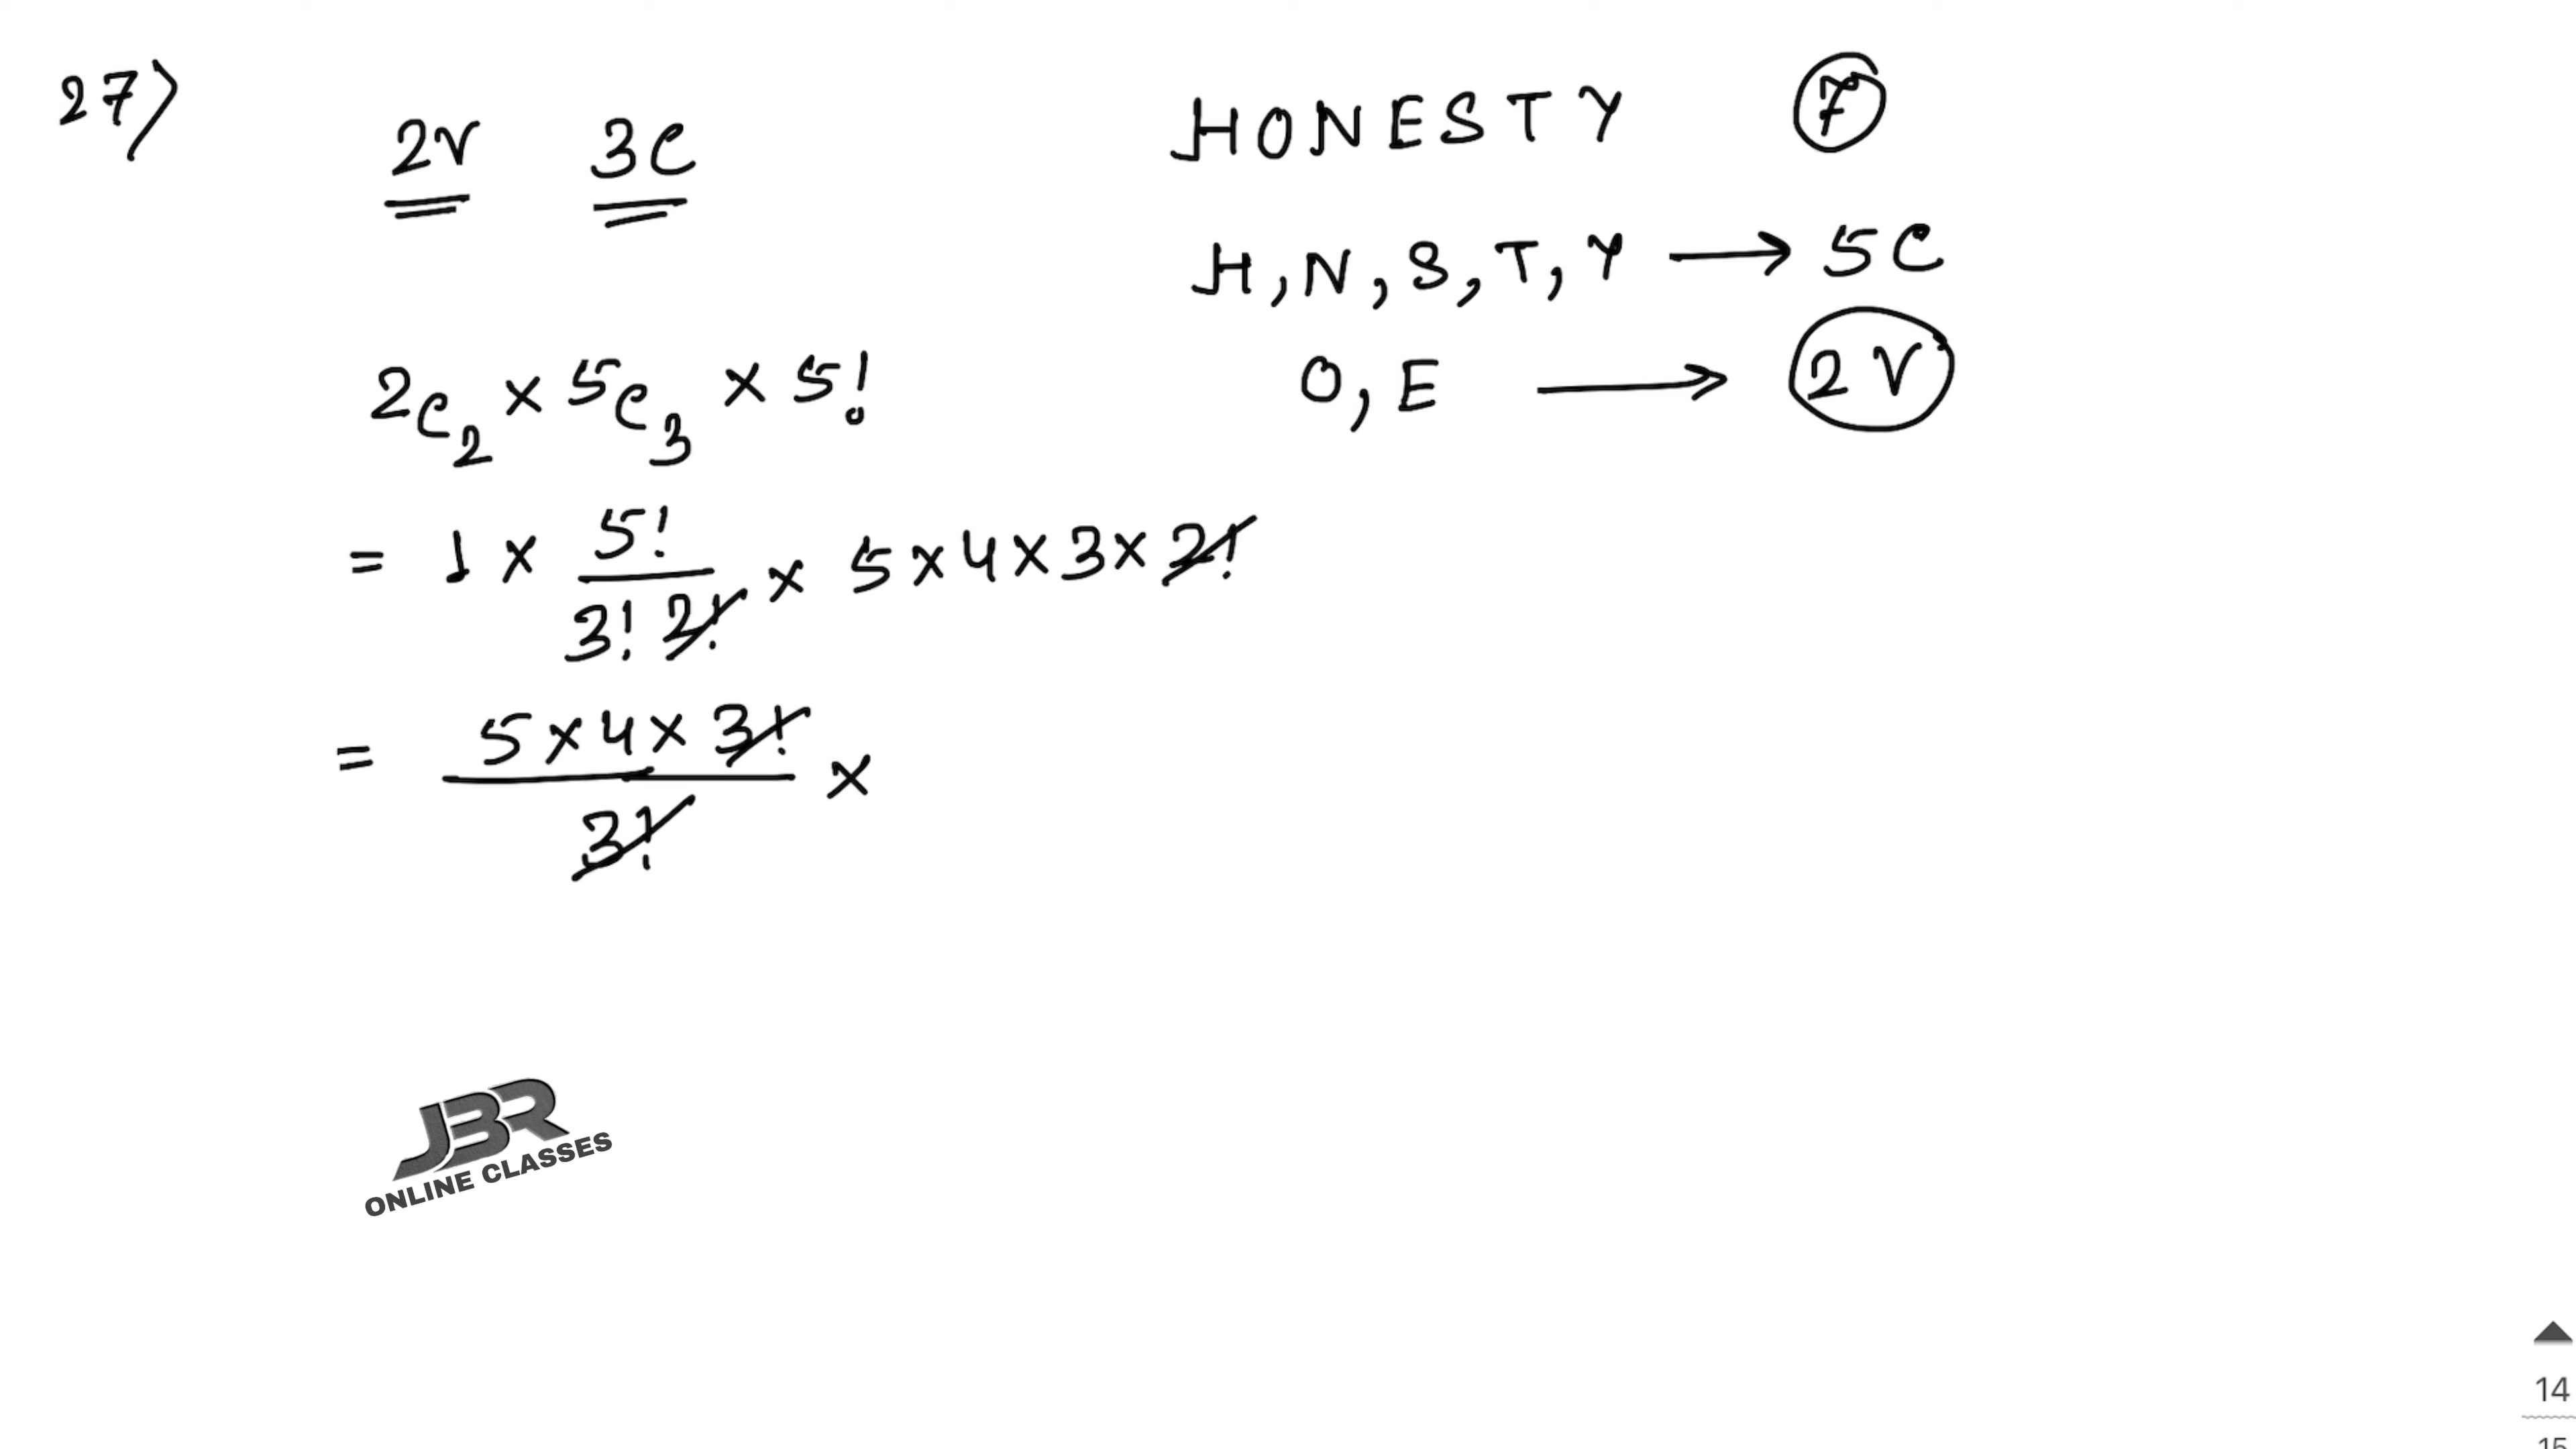 27)
2V 3C
HONESTY 7
H, N, S, T, Y → 5C
O, E → 2V
2C₂ × 5C₃ × 5!
= 1 × 5!/3! 2! × 5 × 4 × 3 × 2!
= 5 × 4 × 3!/3! ×
JBR
ONLINE CLASSES
14
15